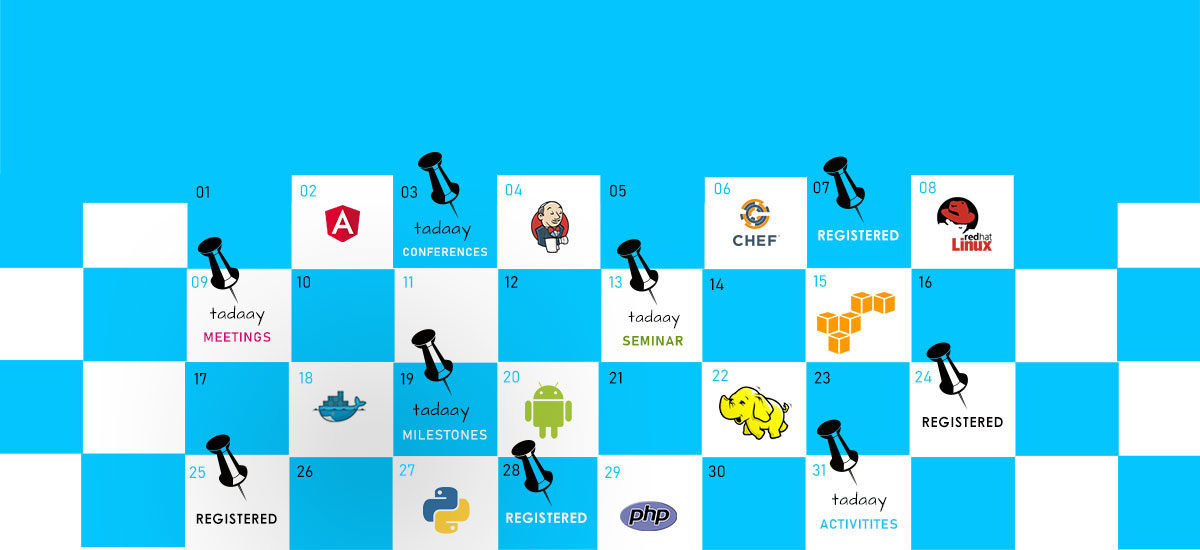 01
02
03
tadaay
CONFERENCES
04
05
06
CHEF
07
REGISTERED
08
redhat
Linux
09
tadaay
MEETINGS
10
11
12
13
tadaay
SEMINAR
14
15
16
17
18
19
tadaay
MILESTONES
20
21
22
23
24
REGISTERED
25
REGISTERED
26
27
28
REGISTERED
29
php
30
31
tadaay
ACTIVITITES